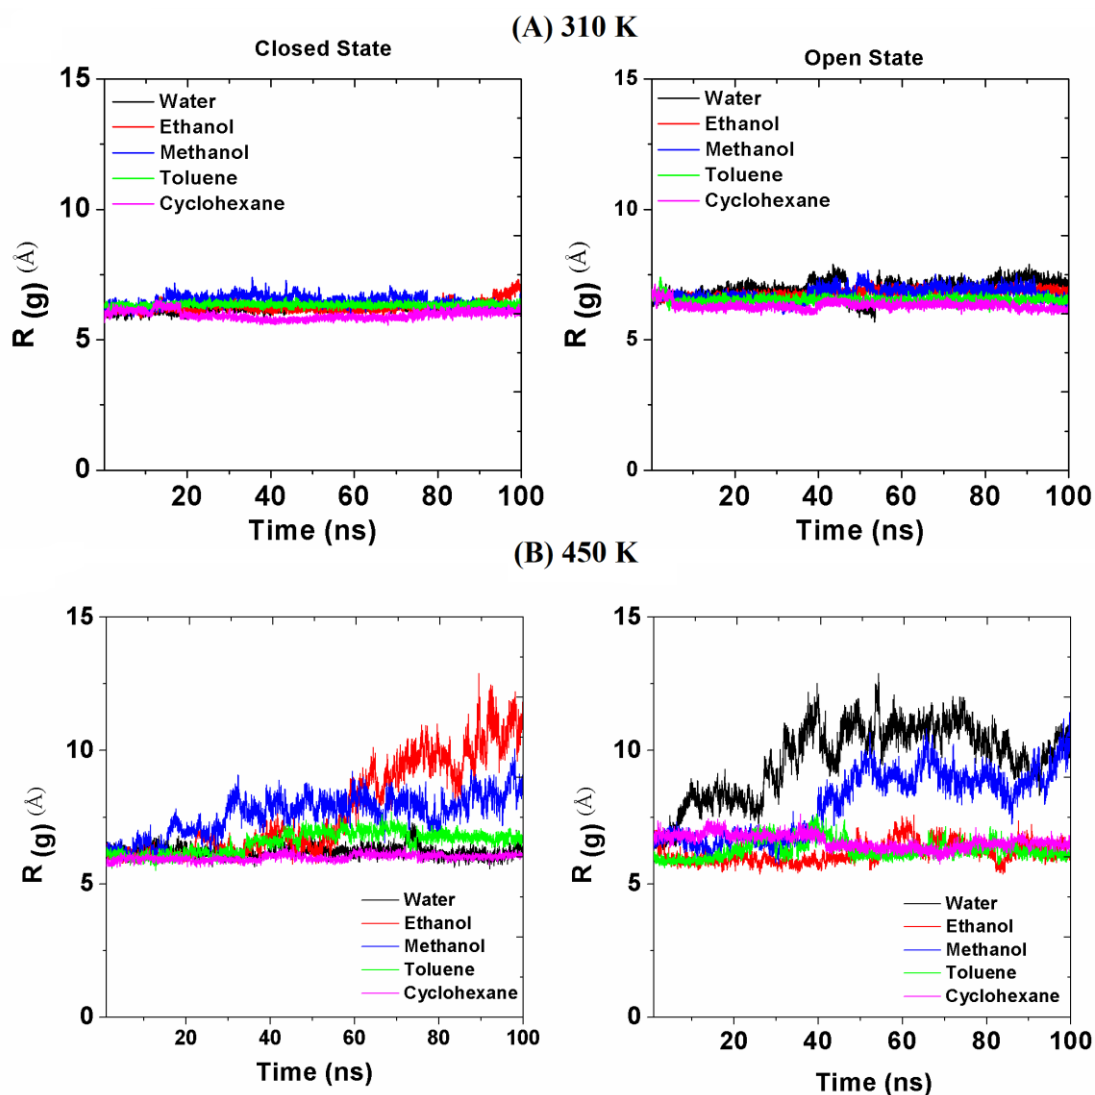 (A) 310 K
Closed State
Open State
15
10
5
0
R (g) (Å)
Water
Ethanol
Methanol
Toluene
Cyclohexane
20 40 60 80 100
Time (ns)
15
10
5
0
R (g) (Å)
Water
Ethanol
Methanol
Toluene
Cyclohexane
20 40 60 80 100
Time (ns)
(B) 450 K
15
10
5
0
R (g) (Å)
Water
Ethanol
Methanol
Toluene
Cyclohexane
20 40 60 80 100
Time (ns)
15
10
5
0
R (g) (Å)
Water
Ethanol
Methanol
Toluene
Cyclohexane
20 40 60 80 100
Time (ns)